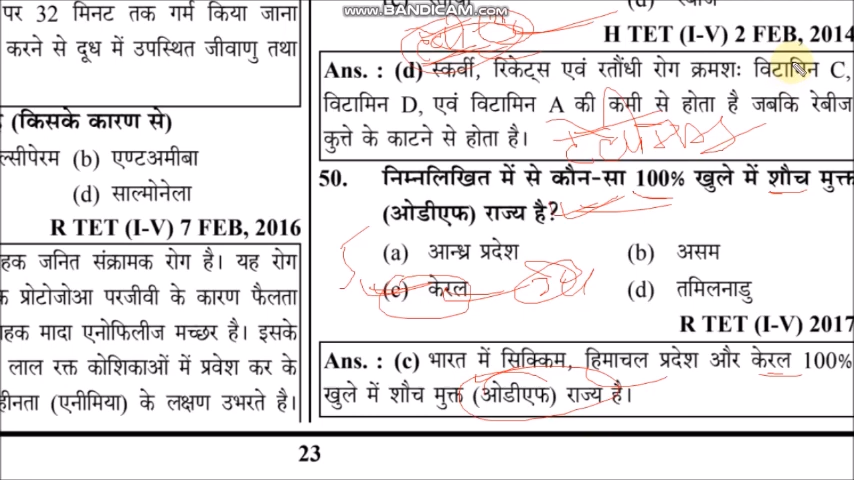 www.BANDICAM.com
पर 32 मिनट तक गर्म किया जाना
करने से दूध में उपस्थित जीवाणु तथा
(किसके कारण से)
ल्सीपेरम (b) एण्टअमीबा
(d) साल्मोनेला
R TET (I-V) 7 FEB, 2016
हक जनित संक्रामक रोग है। यह रोग
क प्रोटोजोआ परजीवी के कारण फैलता
हक मादा एनोफिलीज मच्छर है। इसके
लाल रक्त कोशिकाओं में प्रवेश कर के
हीनता (एनीमिया) के लक्षण उभरते है।
H TET (I-V) 2 FEB, 2014
Ans. : (d) स्कर्वी, रिकेट्स एवं रतौंधी रोग क्रमशः विटामिन C,
विटामिन D, एवं विटामिन A की कमी से होता है जबकि रेबीज
कुत्ते के काटने से होता है।
50. निम्नलिखित में से कौन-सा 100% खुले में शौच मुक्त
(ओडीएफ) राज्य है?
(a) आन्ध्र प्रदेश (b) असम
(c) केरल (d) तमिलनाडु
R TET (I-V) 2017
Ans. : (c) भारत में सिक्किम, हिमाचल प्रदेश और केरल 100%
खुले में शौच मुक्त (ओडीएफ) राज्य है।
23